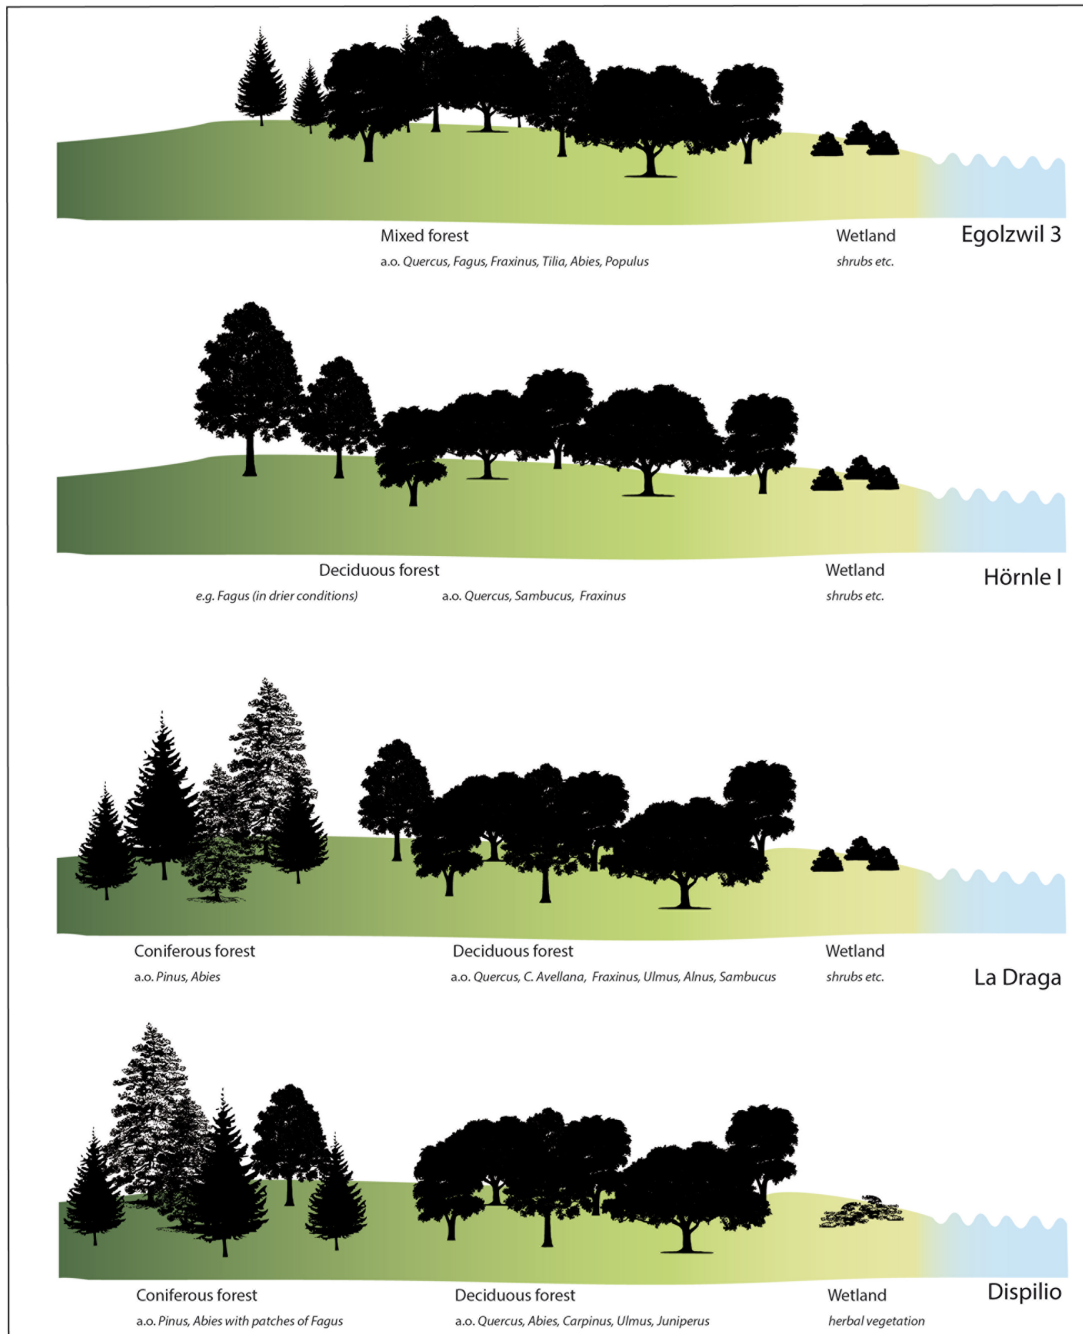 Mixed forest
a.o. Quercus, Fagus, Fraxinus, Tilia, Abies, Populus
Wetland
shrubs etc.
Egolzwil 3
Deciduous forest
e.g. Fagus (in drier conditions)
a.o. Quercus, Sambucus, Fraxinus
Wetland
shrubs etc.
Hörnle I
Coniferous forest
a.o. Pinus, Abies
Deciduous forest
a.o. Quercus, C. Avellana, Fraxinus, Ulmus, Alnus, Sambucus
Wetland
shrubs etc.
La Draga
Coniferous forest
a.o. Pinus, Abies with patches of Fagus
Deciduous forest
a.o. Quercus, Abies, Carpinus, Ulmus, Juniperus
Wetland
herbal vegetation
Dispilio